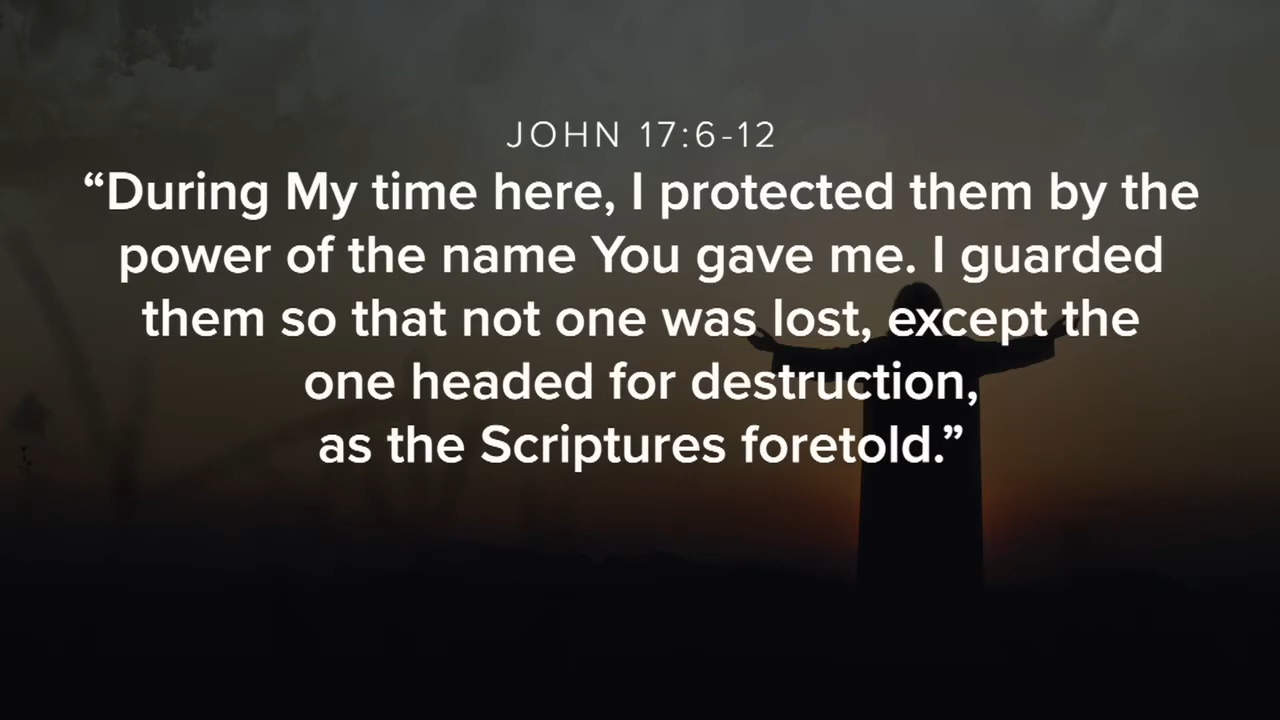 JOHN 17:6-12
“During My time here, I protected them by the
power of the name You gave me. I guarded
them so that not one was lost, except the
one headed for destruction,
as the Scriptures foretold.”